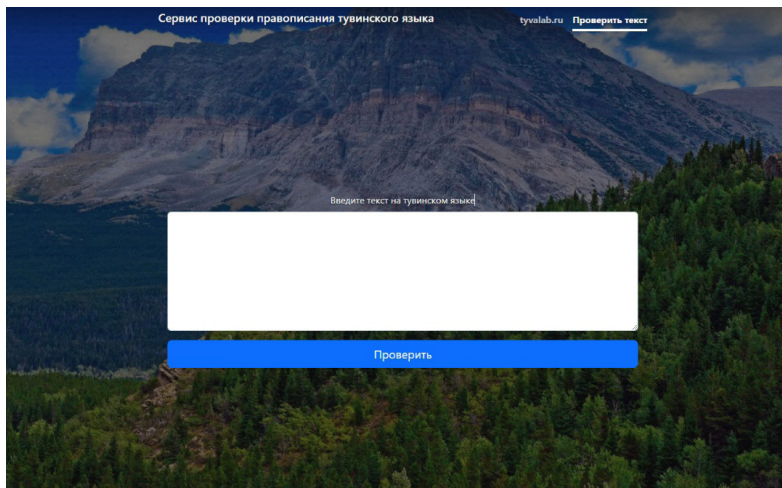 Сервис проверки правописания тувинского языка
tyvalab.ru Проверить текст
Введите текст на тувинском языке
Проверить